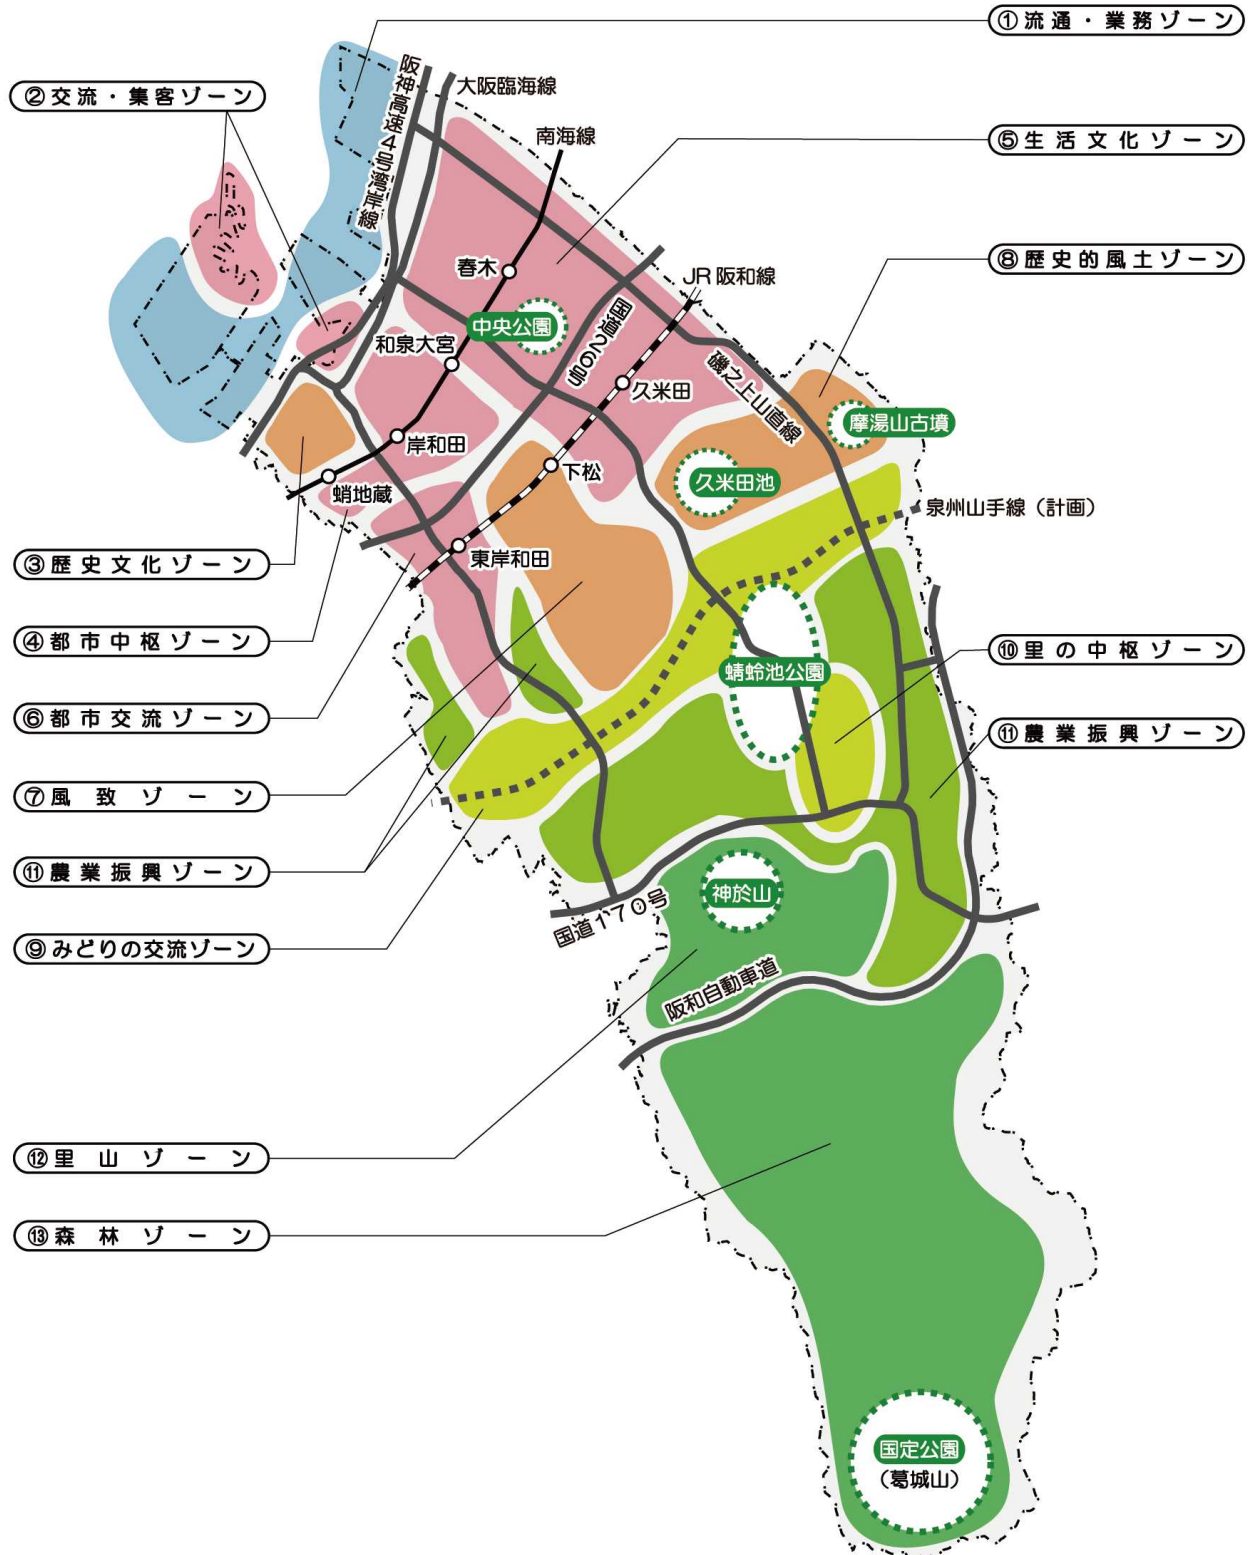 ①流通・業務ゾーン
②交流・集客ゾーン
阪神高速4号湾岸線
大阪臨海線
南海線
⑤生活文化ゾーン
⑧歴史的風土ゾーン
春木
JR阪和線
中央公園
国道26号
和泉大宮
久米田
磯之上山直線
摩湯山古墳
岸和田
下松
久米田池
蛸地蔵
泉州山手線（計画）
東岸和田
③歴史文化ゾーン
④都市中枢ゾーン
⑩里の中枢ゾーン
蜻蛉池公園
⑥都市交流ゾーン
⑪農業振興ゾーン
⑦風致ゾーン
⑪農業振興ゾーン
神於山
国道170号
⑨みどりの交流ゾーン
阪和自動車道
⑫里山ゾーン
⑬森林ゾーン
国定公園
（葛城山）